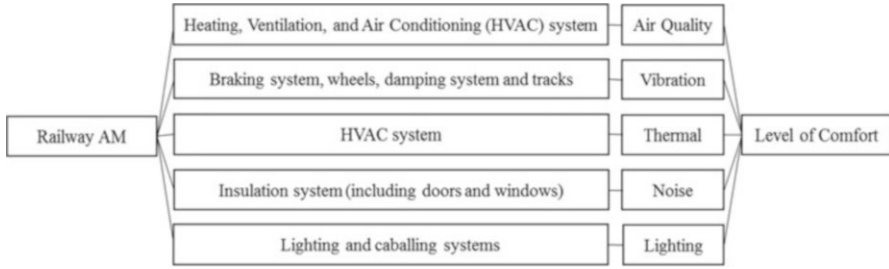 Heating, Ventilation, and Air Conditioning (HVAC) system
Air Quality
Braking system, wheels, damping system and tracks
Vibration
Railway AM
HVAC system
Thermal
Level of Comfort
Insulation system (including doors and windows)
Noise
Lighting and caballing systems
Lighting